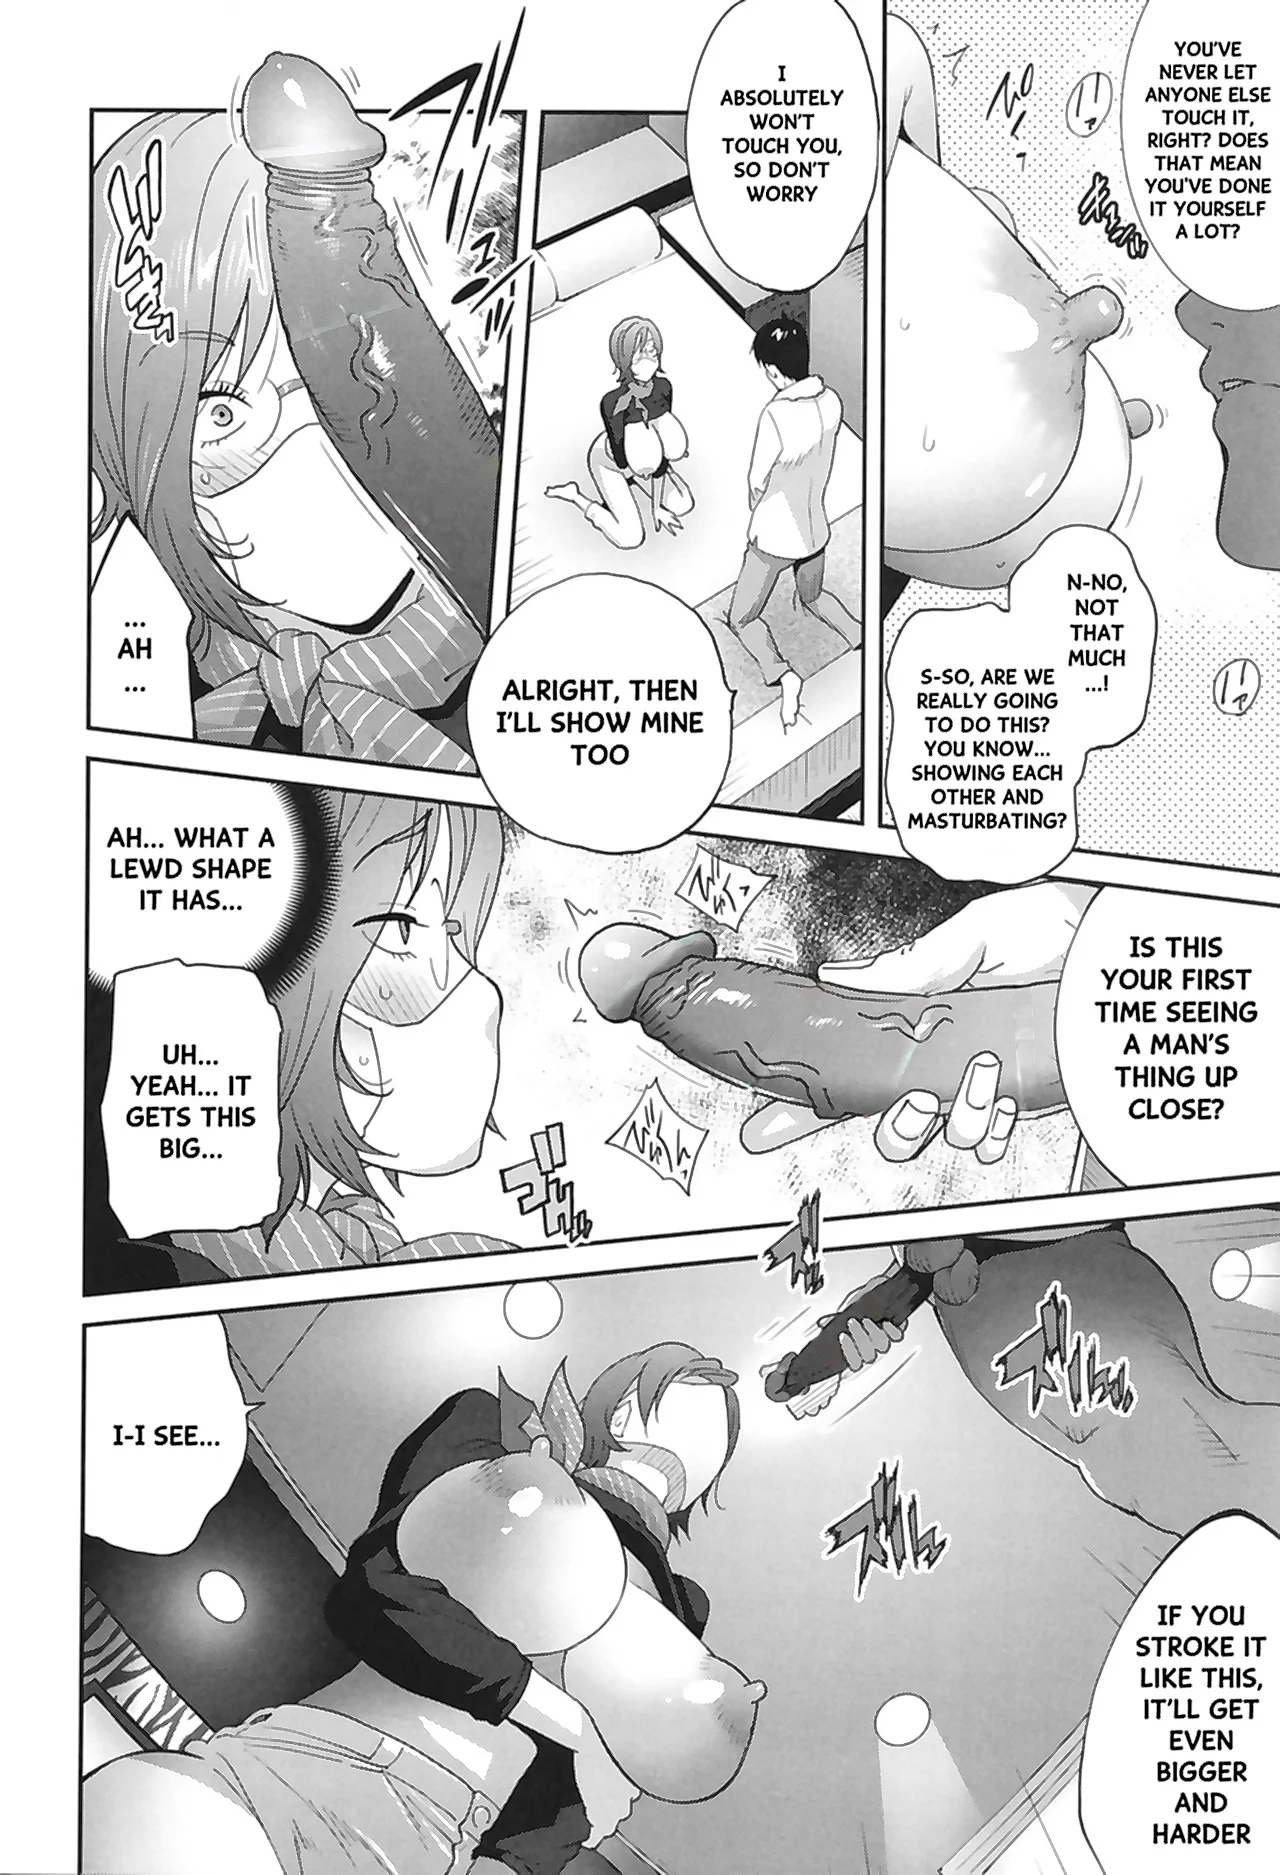 YOU'VE
NEVER LET
ANYONE ELSE
TOUCH IT,
RIGHT? DOES
THAT MEAN
YOU'VE DONE
IT YOURSELF
A LOT?
N-NO,
NOT
THAT
MUCH
...!
S-SO, ARE WE
REALLY GOING
TO DO THIS?
YOU KNOW...
SHOWING EACH
OTHER AND
MASTURBATING?
I
ABSOLUTELY
WON'T
TOUCH YOU,
SO DON'T
WORRY
ALRIGHT, THEN
I'LL SHOW MINE
TOO
...
AH
...
IS THIS
YOUR FIRST
TIME SEEING
A MAN'S
THING UP
CLOSE?
AH... WHAT A
LEWD SHAPE
IT HAS...
UH...
YEAH... IT
GETS THIS
BIG...
IF YOU
STROKE IT
LIKE THIS,
IT'LL GET
EVEN
BIGGER
AND
HARDER
I-I SEE...